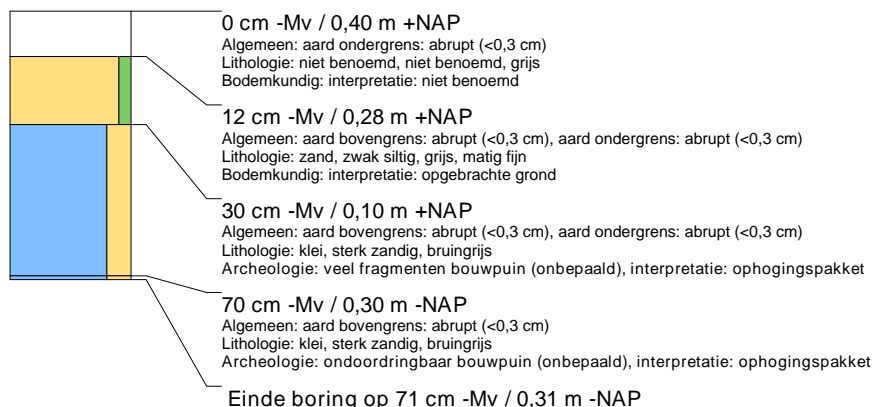 0 cm -Mv / 0,40 m +NAP
Algemeen: aard ondergrens: abrupt (<0,3 cm)
Lithologie: niet benoemd, niet benoemd, grijs
Bodemkundig: interpretatie: niet benoemd
12 cm -Mv / 0,28 m +NAP
Algemeen: aard bovengrens: abrupt (<0,3 cm), aard ondergrens: abrupt (<0,3 cm)
Lithologie: zand, zwak siltig, grijs, matig fijn
Bodemkundig: interpretatie: opgebrachte grond
30 cm -Mv / 0,10 m +NAP
Algemeen: aard bovengrens: abrupt (<0,3 cm), aard ondergrens: abrupt (<0,3 cm)
Lithologie: klei, sterk zandig, bruingrijs
Archeologie: veel fragmenten bouwpuin (onbepaald), interpretatie: ophogingspakket
70 cm -Mv / 0,30 m -NAP
Algemeen: aard bovengrens: abrupt (<0,3 cm)
Lithologie: klei, sterk zandig, bruingrijs
Archeologie: ondoordringbaar bouwpuin (onbepaald), interpretatie: ophogingspakket
Einde boring op 71 cm -Mv / 0,31 m -NAP